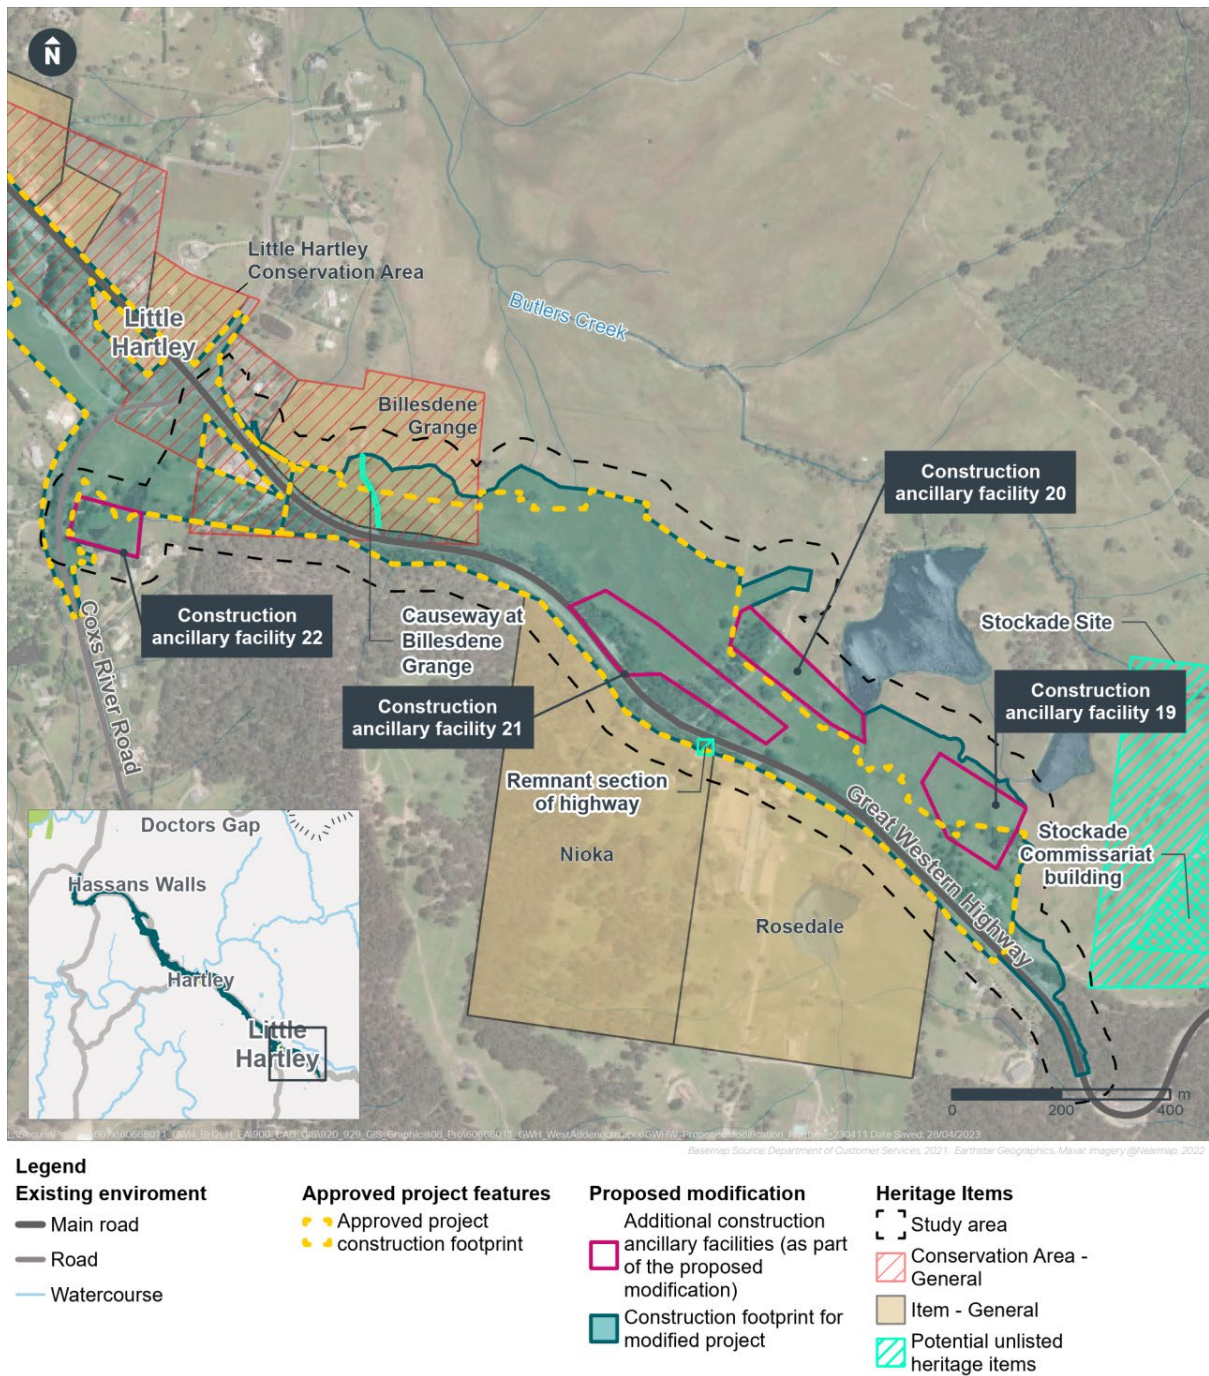 N
Little Hartley
Conservation Area
Little
Hartley
Butlers Creek
Billesdene
Grange
Construction
ancillary facility 20
Construction
ancillary facility 22
Causeway at
Billesdene
Grange
Stockade Site
Coxs River Road
Construction
ancillary facility 21
Construction
ancillary facility 19
Remnant section
of highway
Great Western Highway
Stockade
Commissariat
building
Nioka
Rosedale
Doctors Gap
Hassans Walls
Hartley
Little
Hartley
m
0
200
400
Date Saved: 28/04/2023
Basemap Source: Department of Customer Services, 2021. Earthstar Geographics, Maxar, imagery @Nearmap, 2022
Legend
Existing enviroment
Main road
Road
Watercourse
Approved project features
Approved project
construction footprint
Proposed modification
Additional construction
ancillary facilities (as part
of the proposed
modification)
Construction footprint for
modified project
Heritage Items
Study area
Conservation Area -
General
Item - General
Potential unlisted
heritage items